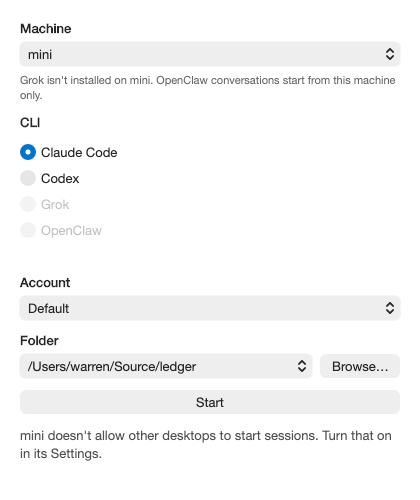 Machine
mini
Grok isn't installed on mini. OpenClaw conversations start from this machine
only.
CLI
Claude Code
Codex
Grok
OpenClaw
Account
Default
Folder
/Users/warren/Source/ledger
Browse...
Start
mini doesn't allow other desktops to start sessions. Turn that on
in its Settings.